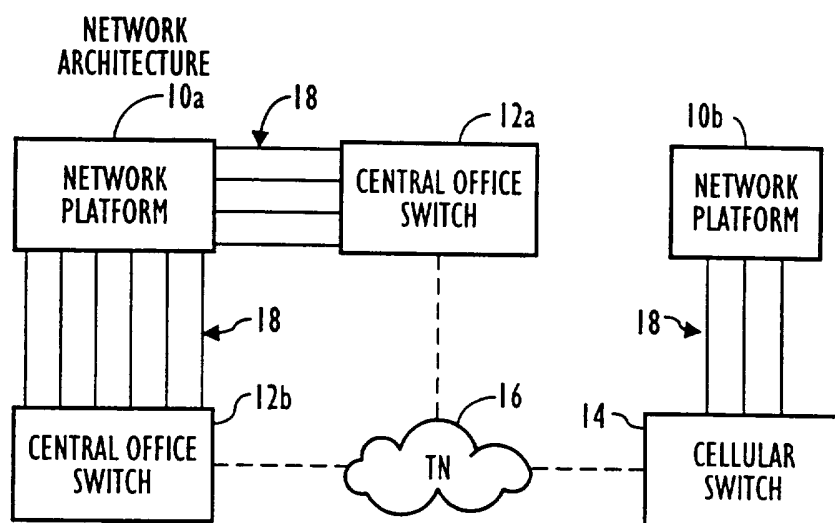 NETWORK
ARCHITECTURE
10a
18
12a
10b
NETWORK
PLATFORM
CENTRAL OFFICE
SWITCH
NETWORK
PLATFORM
18
18
12b
16
14
CENTRAL OFFICE
SWITCH
TN
CELLULAR
SWITCH